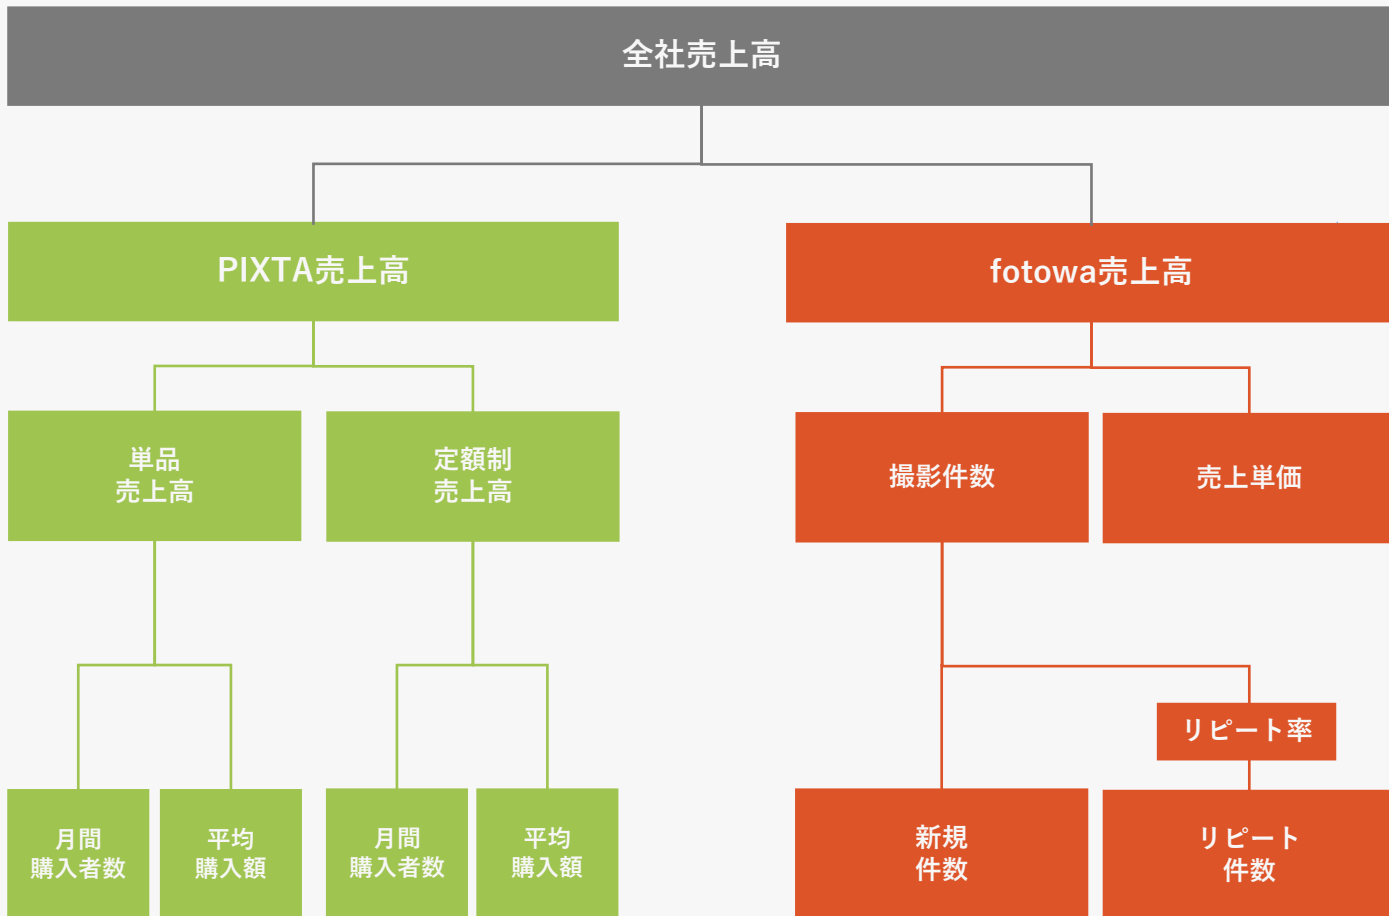 全社売上高
PIXTA売上高
fotowa売上高
単品
売上高
定額制
売上高
撮影件数
売上単価
リピート率
月間
購入者数
平均
購入額
月間
購入者数
平均
購入額
新規
件数
リピート
件数